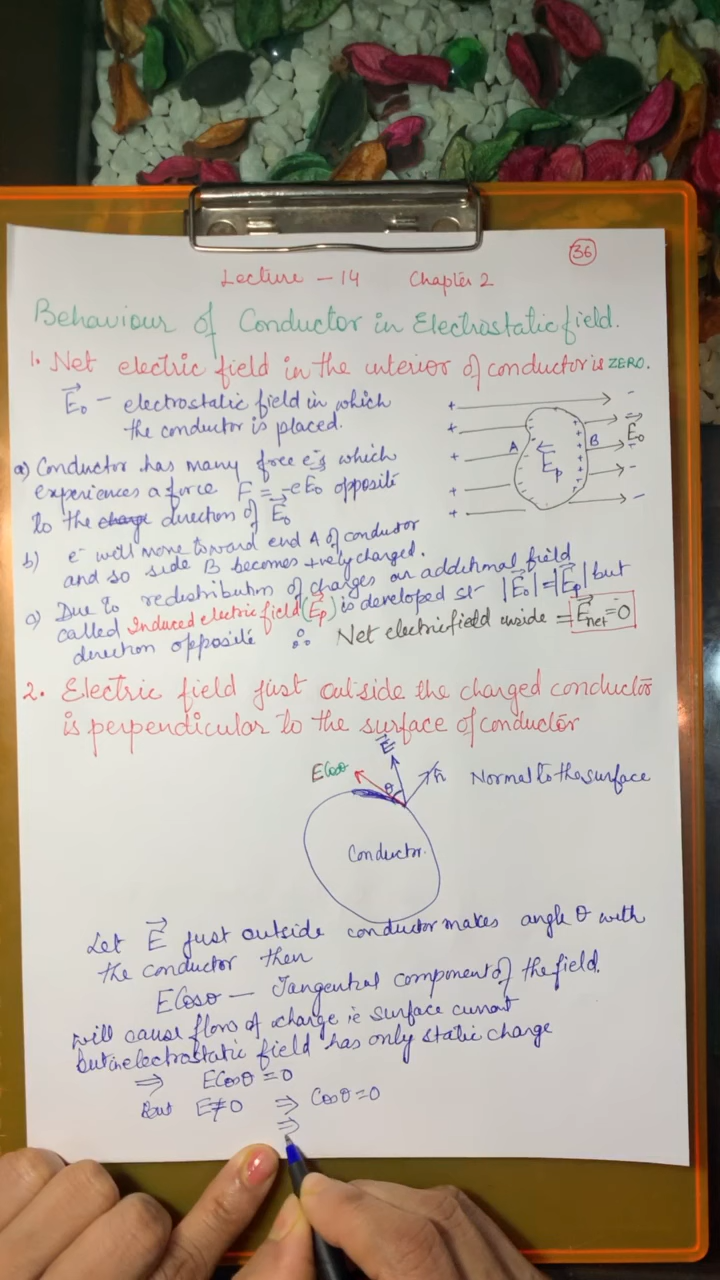 36
Lecture - 14 Chapter 2
Behaviour of Conductor in Electrostatic field.
1. Net electric field in the interior of conductor is ZERO.
E₀ - electrostatic field in which
the conductor is placed.
a) Conductor has many free e⁻s which
experiences a force F = -eE₀ opposite
to the direction of E₀
+ -
+ -
+ A Ep B - E₀
+ -
+ -
b) e⁻ will move toward end A of conductor
and so side B becomes +vely charged.
c) Due to redistribution of charges an additional field
called Induced electric field (Ep) is developed st |E₀| = |Ep| but
direction opposite ∴ Net electric field inside = E net = 0
2. Electric field just outside the charged conductor
is perpendicular to the surface of conductor
E
Ecosθ θ n̂ Normal to the surface
Conductor.
Let E just outside conductor makes angle θ with
the conductor then
Ecosθ - Tangential component of the field.
will cause flow of charge ie surface current
but electrostatic field has only static charge
⇒ Ecosθ = 0
But E≠0 ⇒ Cosθ = 0
⇒